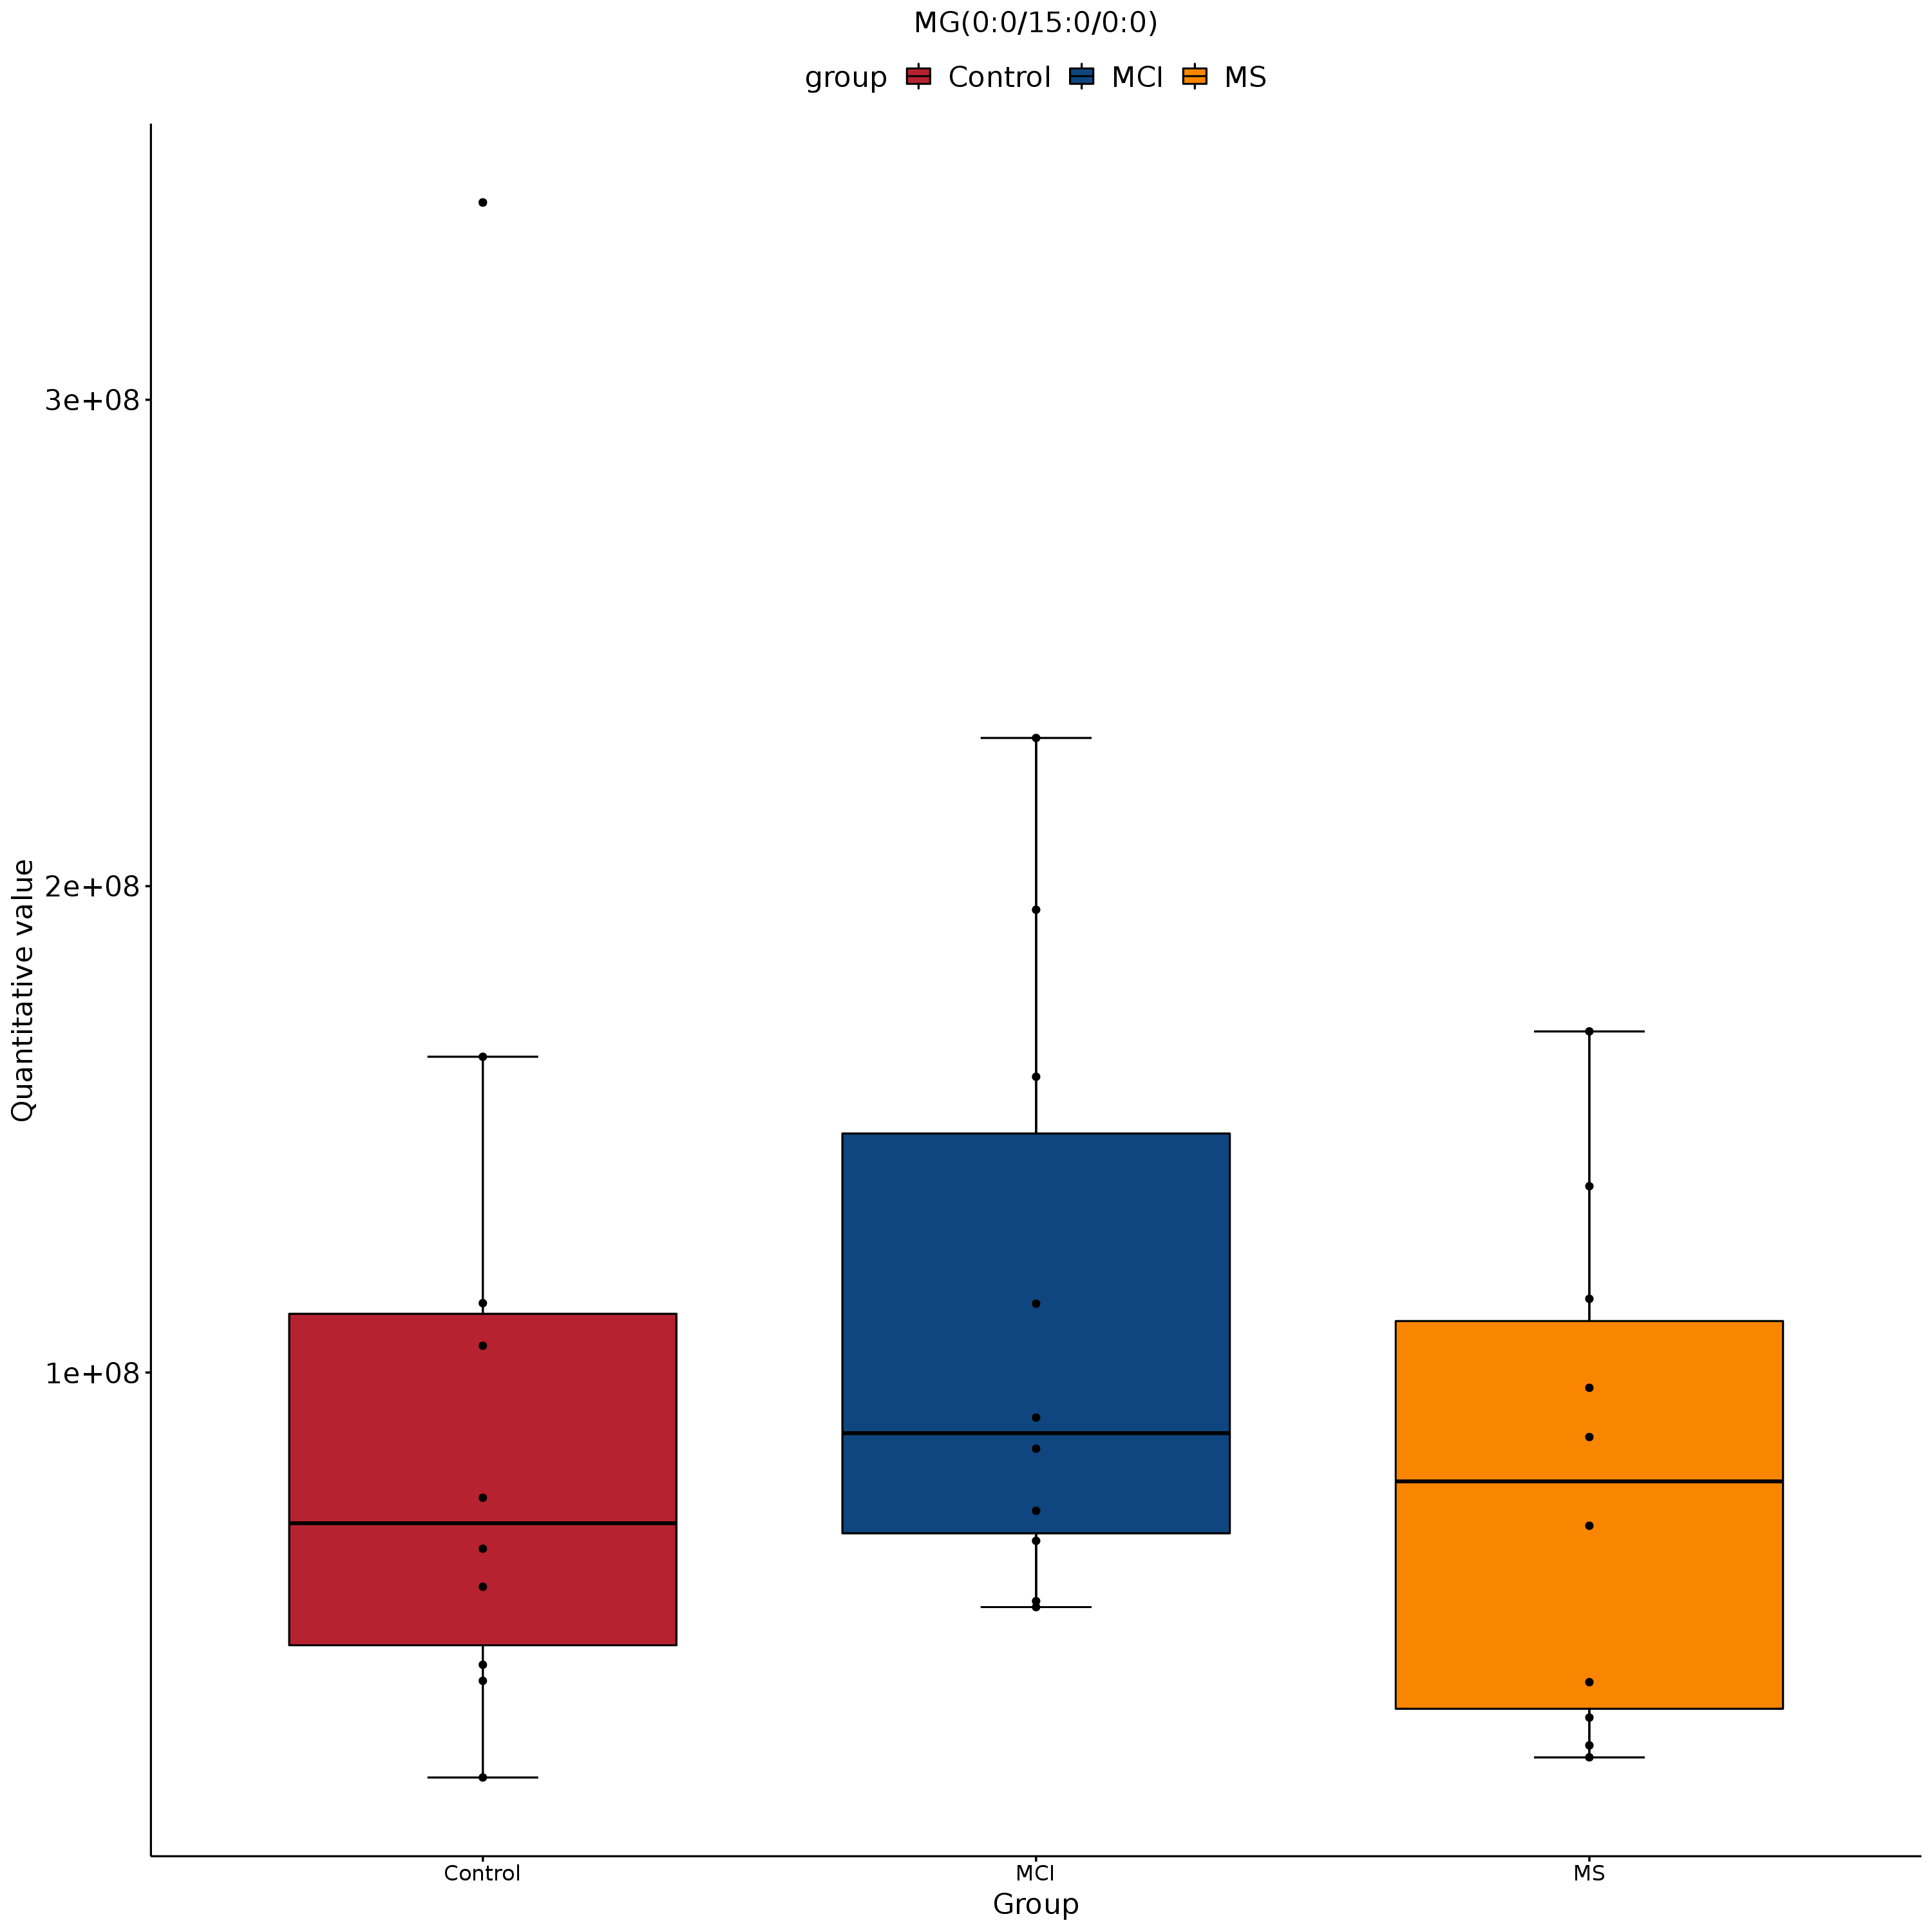 MG(0:0/15:0/0:0)
group Control MCI MS
3e+08
2e+08
1e+08
Quantitative value
Control MCI MS
Group